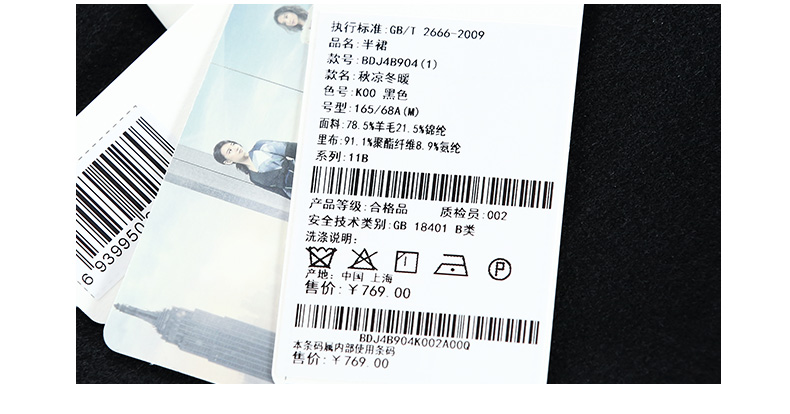 执行标准:GB/T 2666-2009
品名:半裙
款号:BDJ4B904(1)
款名:秋凉冬暖
色号:K00 黑色
号型:165/68A(M)
面料:78.5%羊毛21.5%锦纶
里布:91.1%聚酯纤维8.9%氨纶
系列:11B
产品等级:合格品 质检员:002
安全技术类别:GB 18401 B类
洗涤说明:
P
产地: 中国 上海
售价:￥769.00
BDJ4B904K002A00Q
本条码属内部使用条码
售价:￥769.00
6 939950